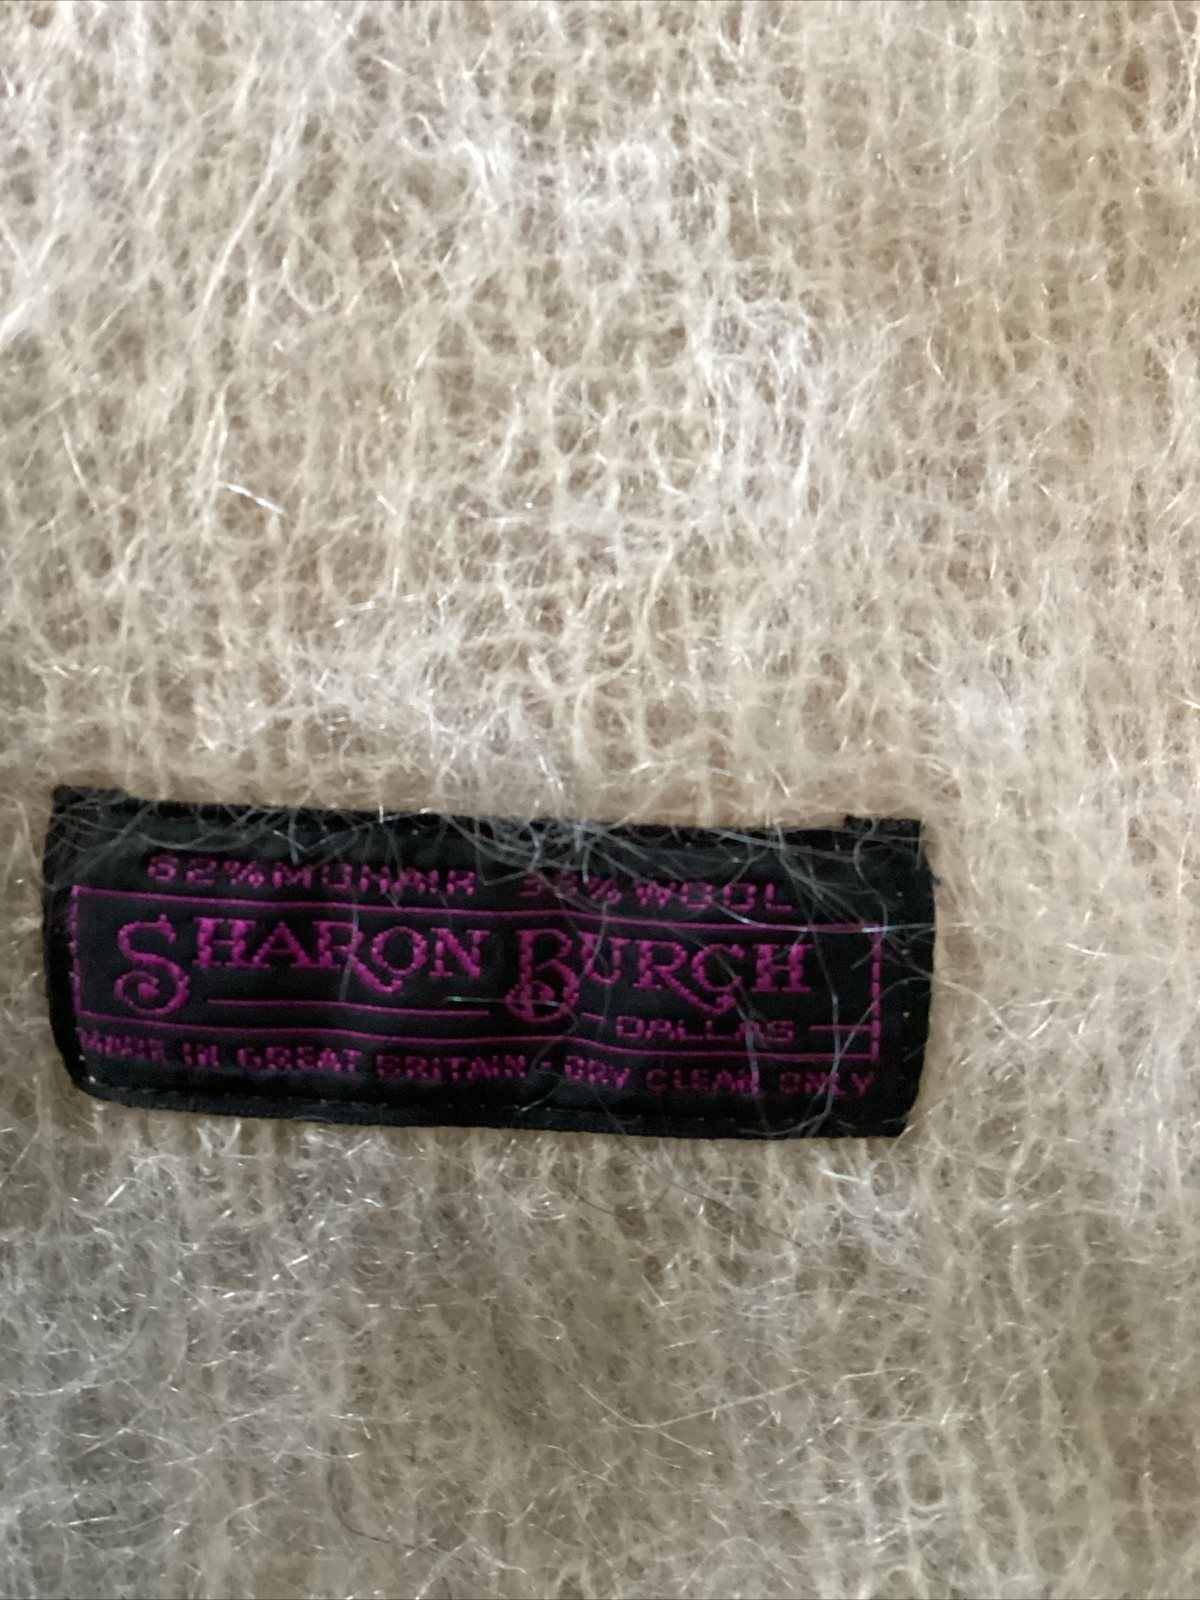 62%MOHAIR 38%WOOL
SHARON BURCH
DALLAS
MADE IN GREAT BRITAIN - DRY CLEAN ONLY